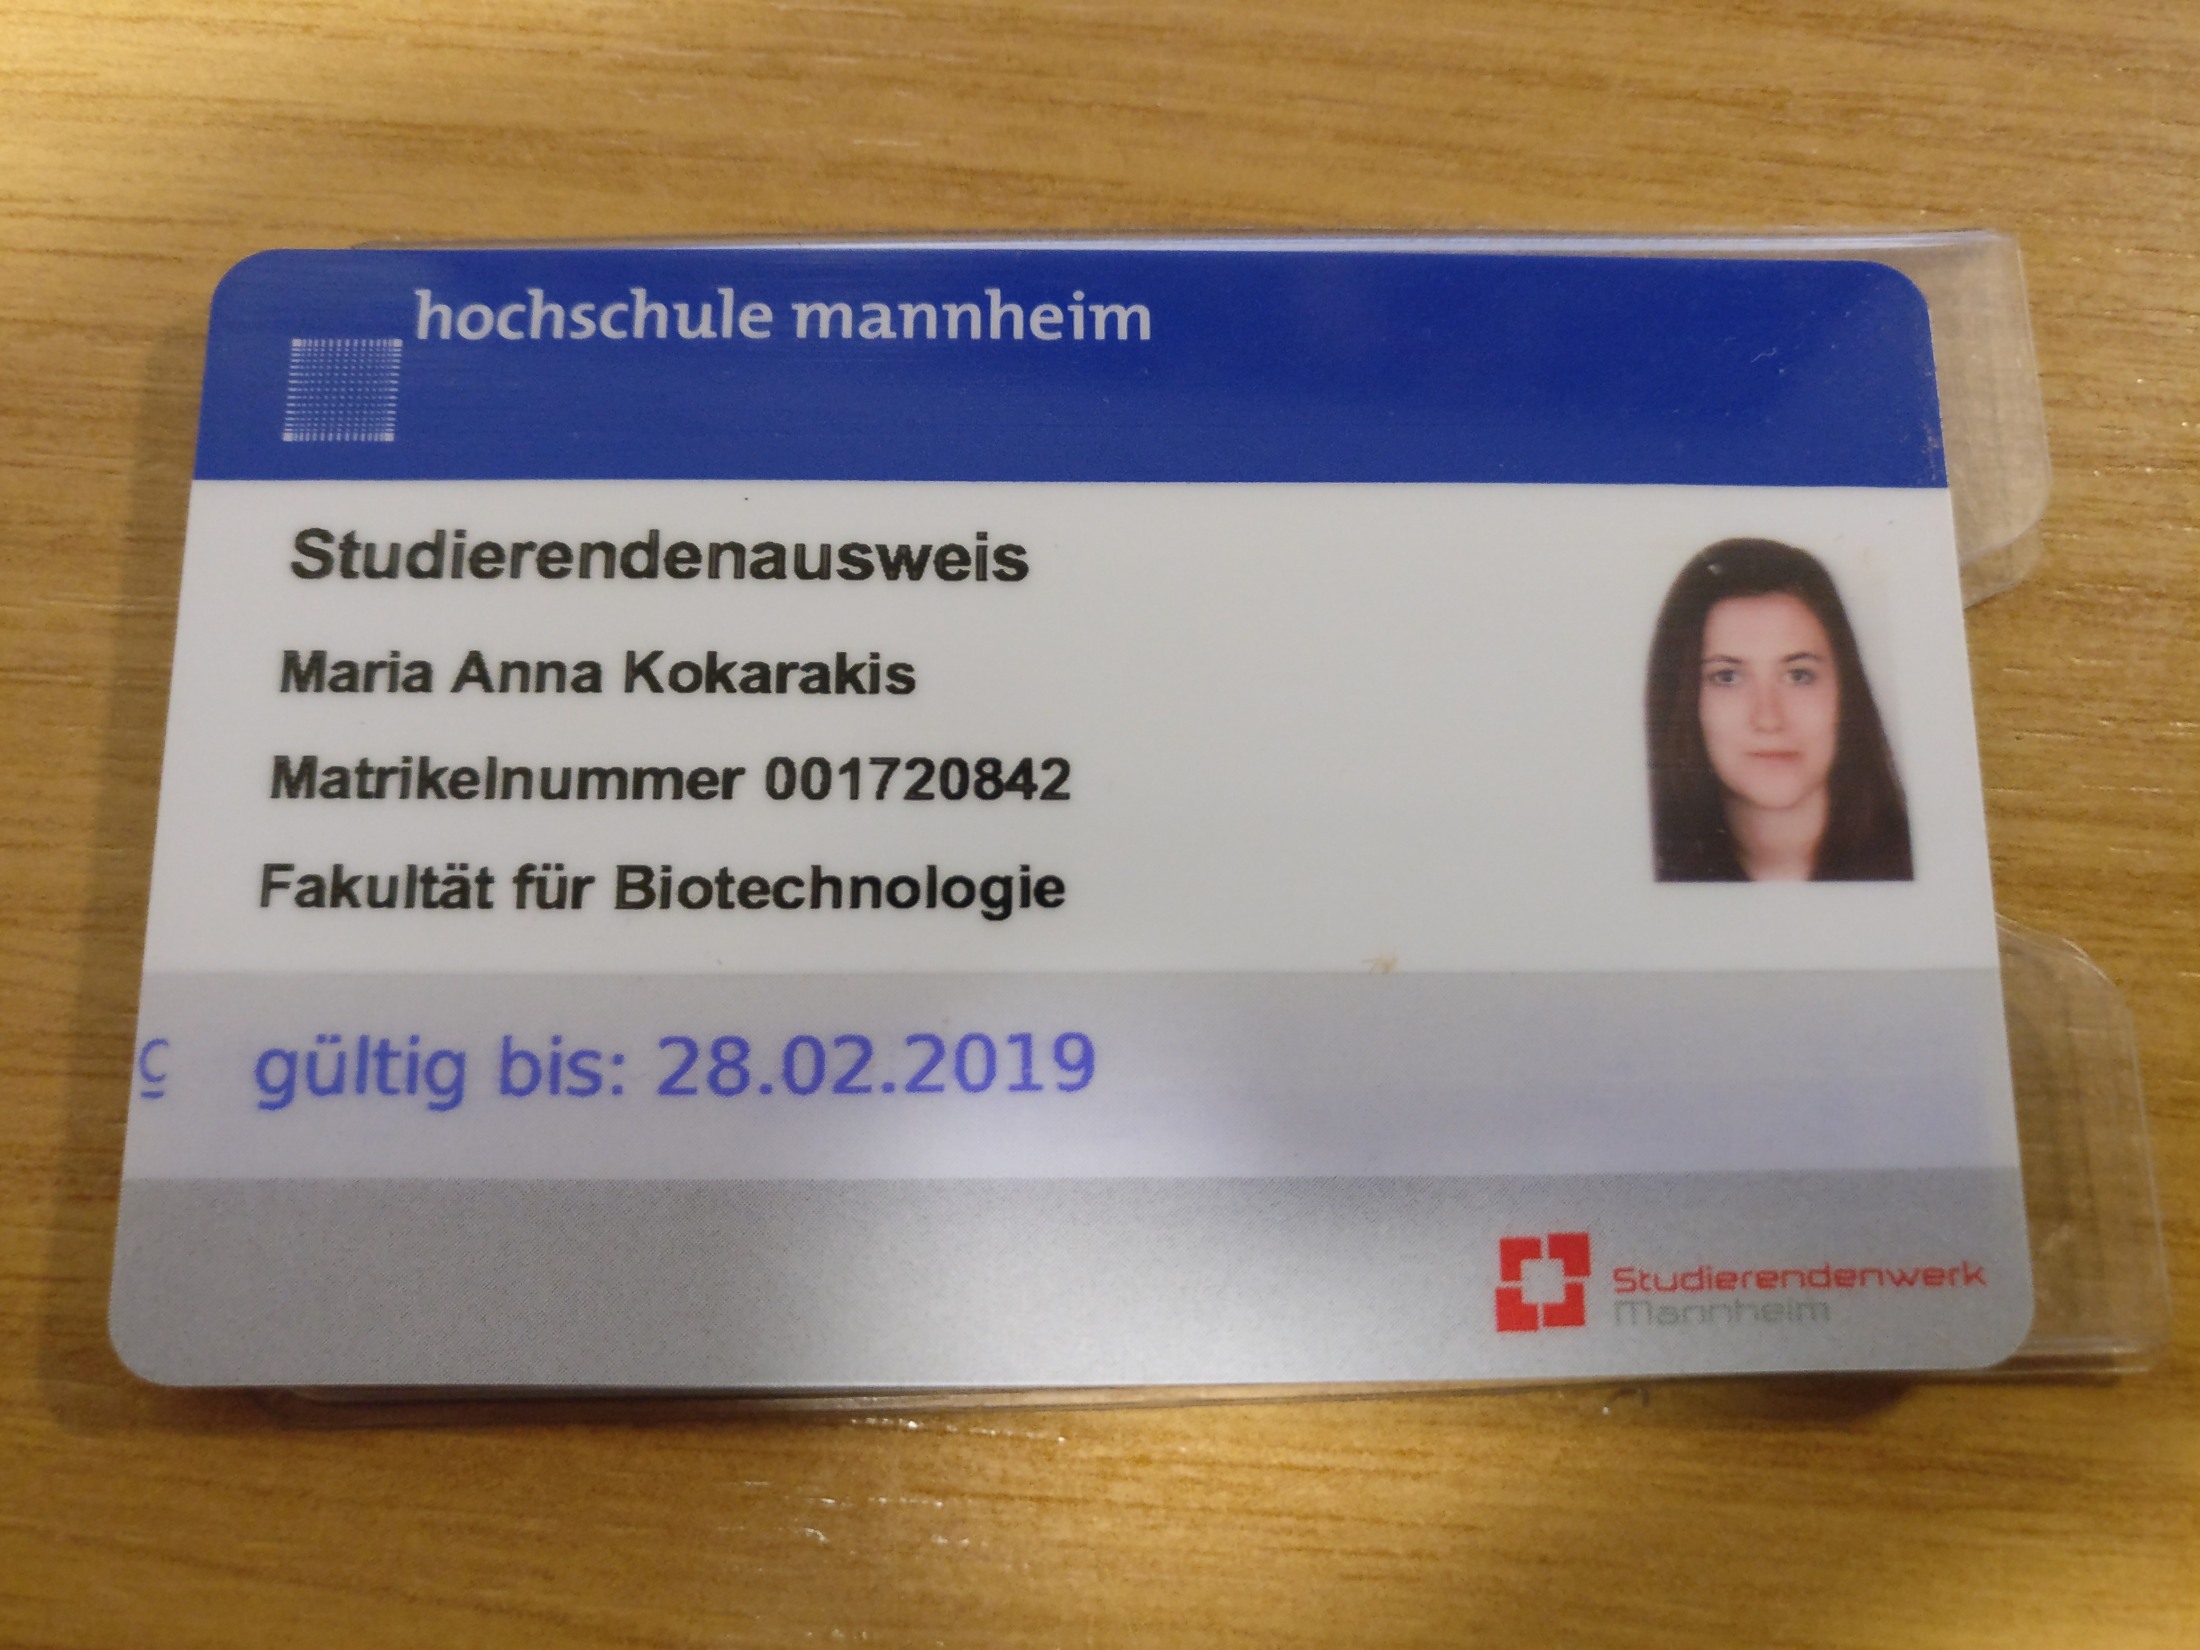 hochschule mannheim
Studierendenausweis
Maria Anna Kokarakis
Matrikelnummer 001720842
Fakultät für Biotechnologie
gültig bis: 28.02.2019
Studierendenwerk
Mannheim